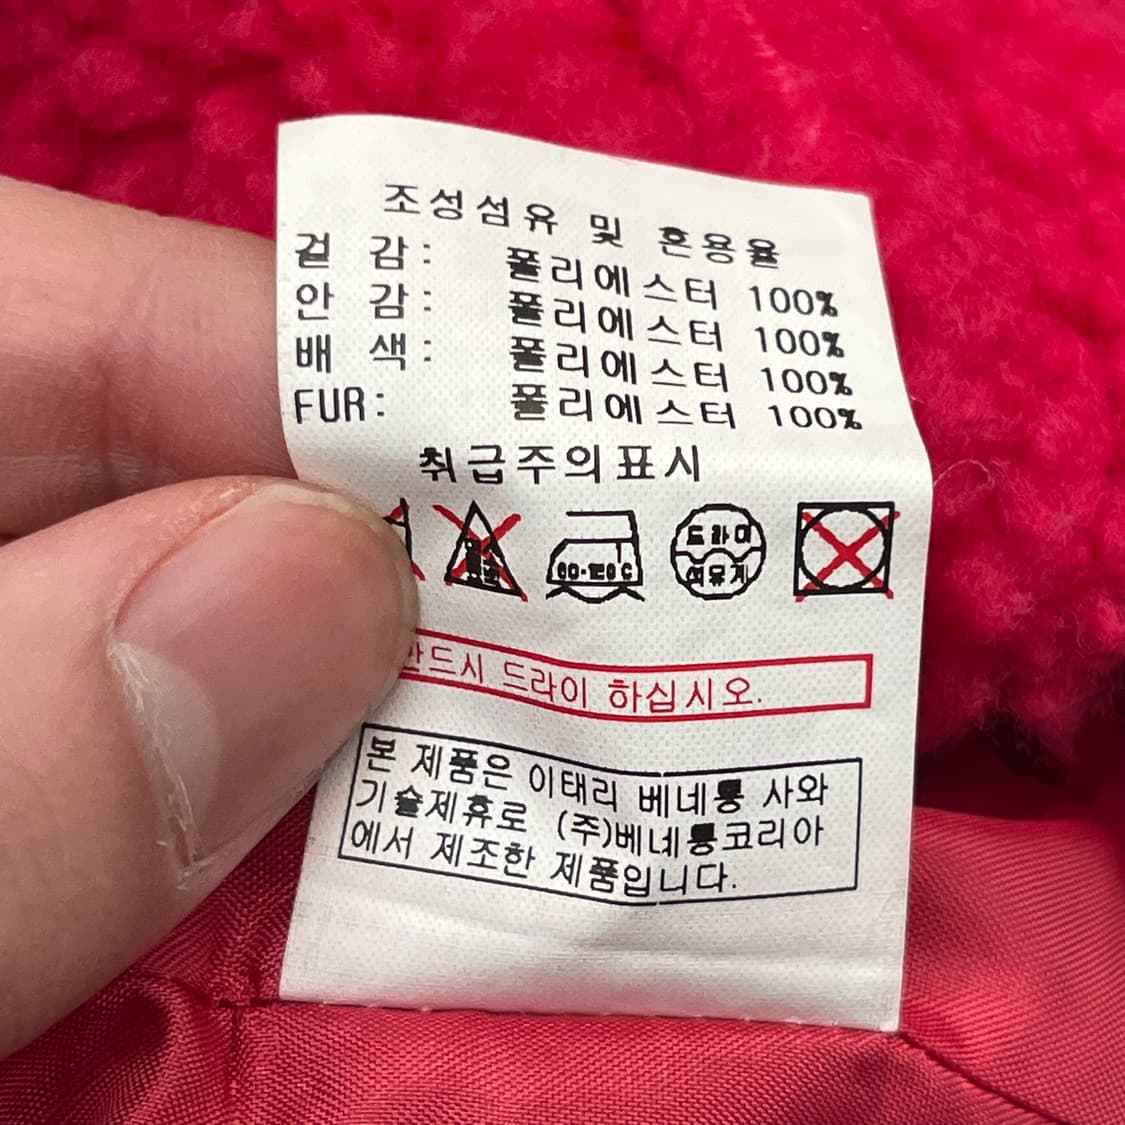 조성섬유 및 혼용율
겉 감: 폴리에스터 100%
안 감: 폴리에스터 100%
배 색: 폴리에스터 100%
FUR: 폴리에스터 100%
취급주의표시
드라이
석유계
드라이 하십시오.
본 제품은 이태리 베네통 사와
기술제휴로 (주)베네통코리아
에서 제조한 제품입니다.